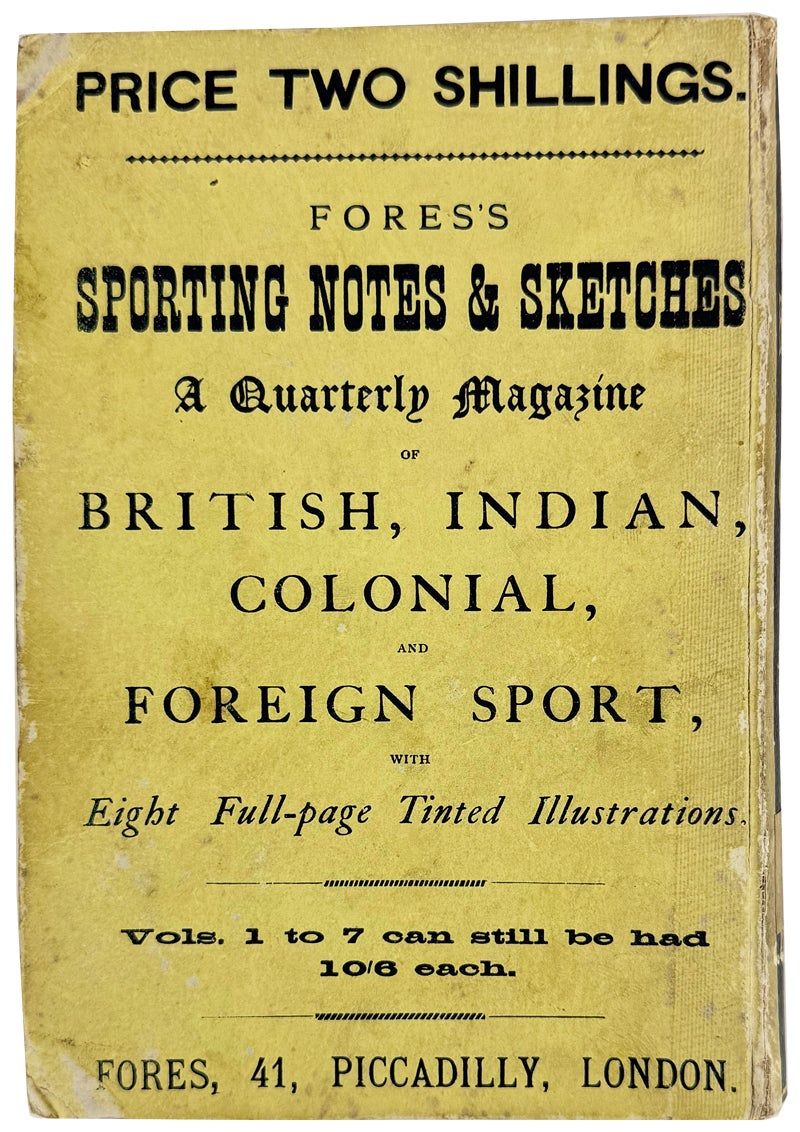 PRICE TWO SHILLINGS.
FORES'S
SPORTING NOTES & SKETCHES
A Quarterly Magazine
OF
BRITISH, INDIAN,
COLONIAL,
AND
FOREIGN SPORT,
WITH
Eight Full-page Tinted Illustrations.
Vols. 1 to 7 can still be had
10/6 each.
FORES, 41, PICCADILLY, LONDON.